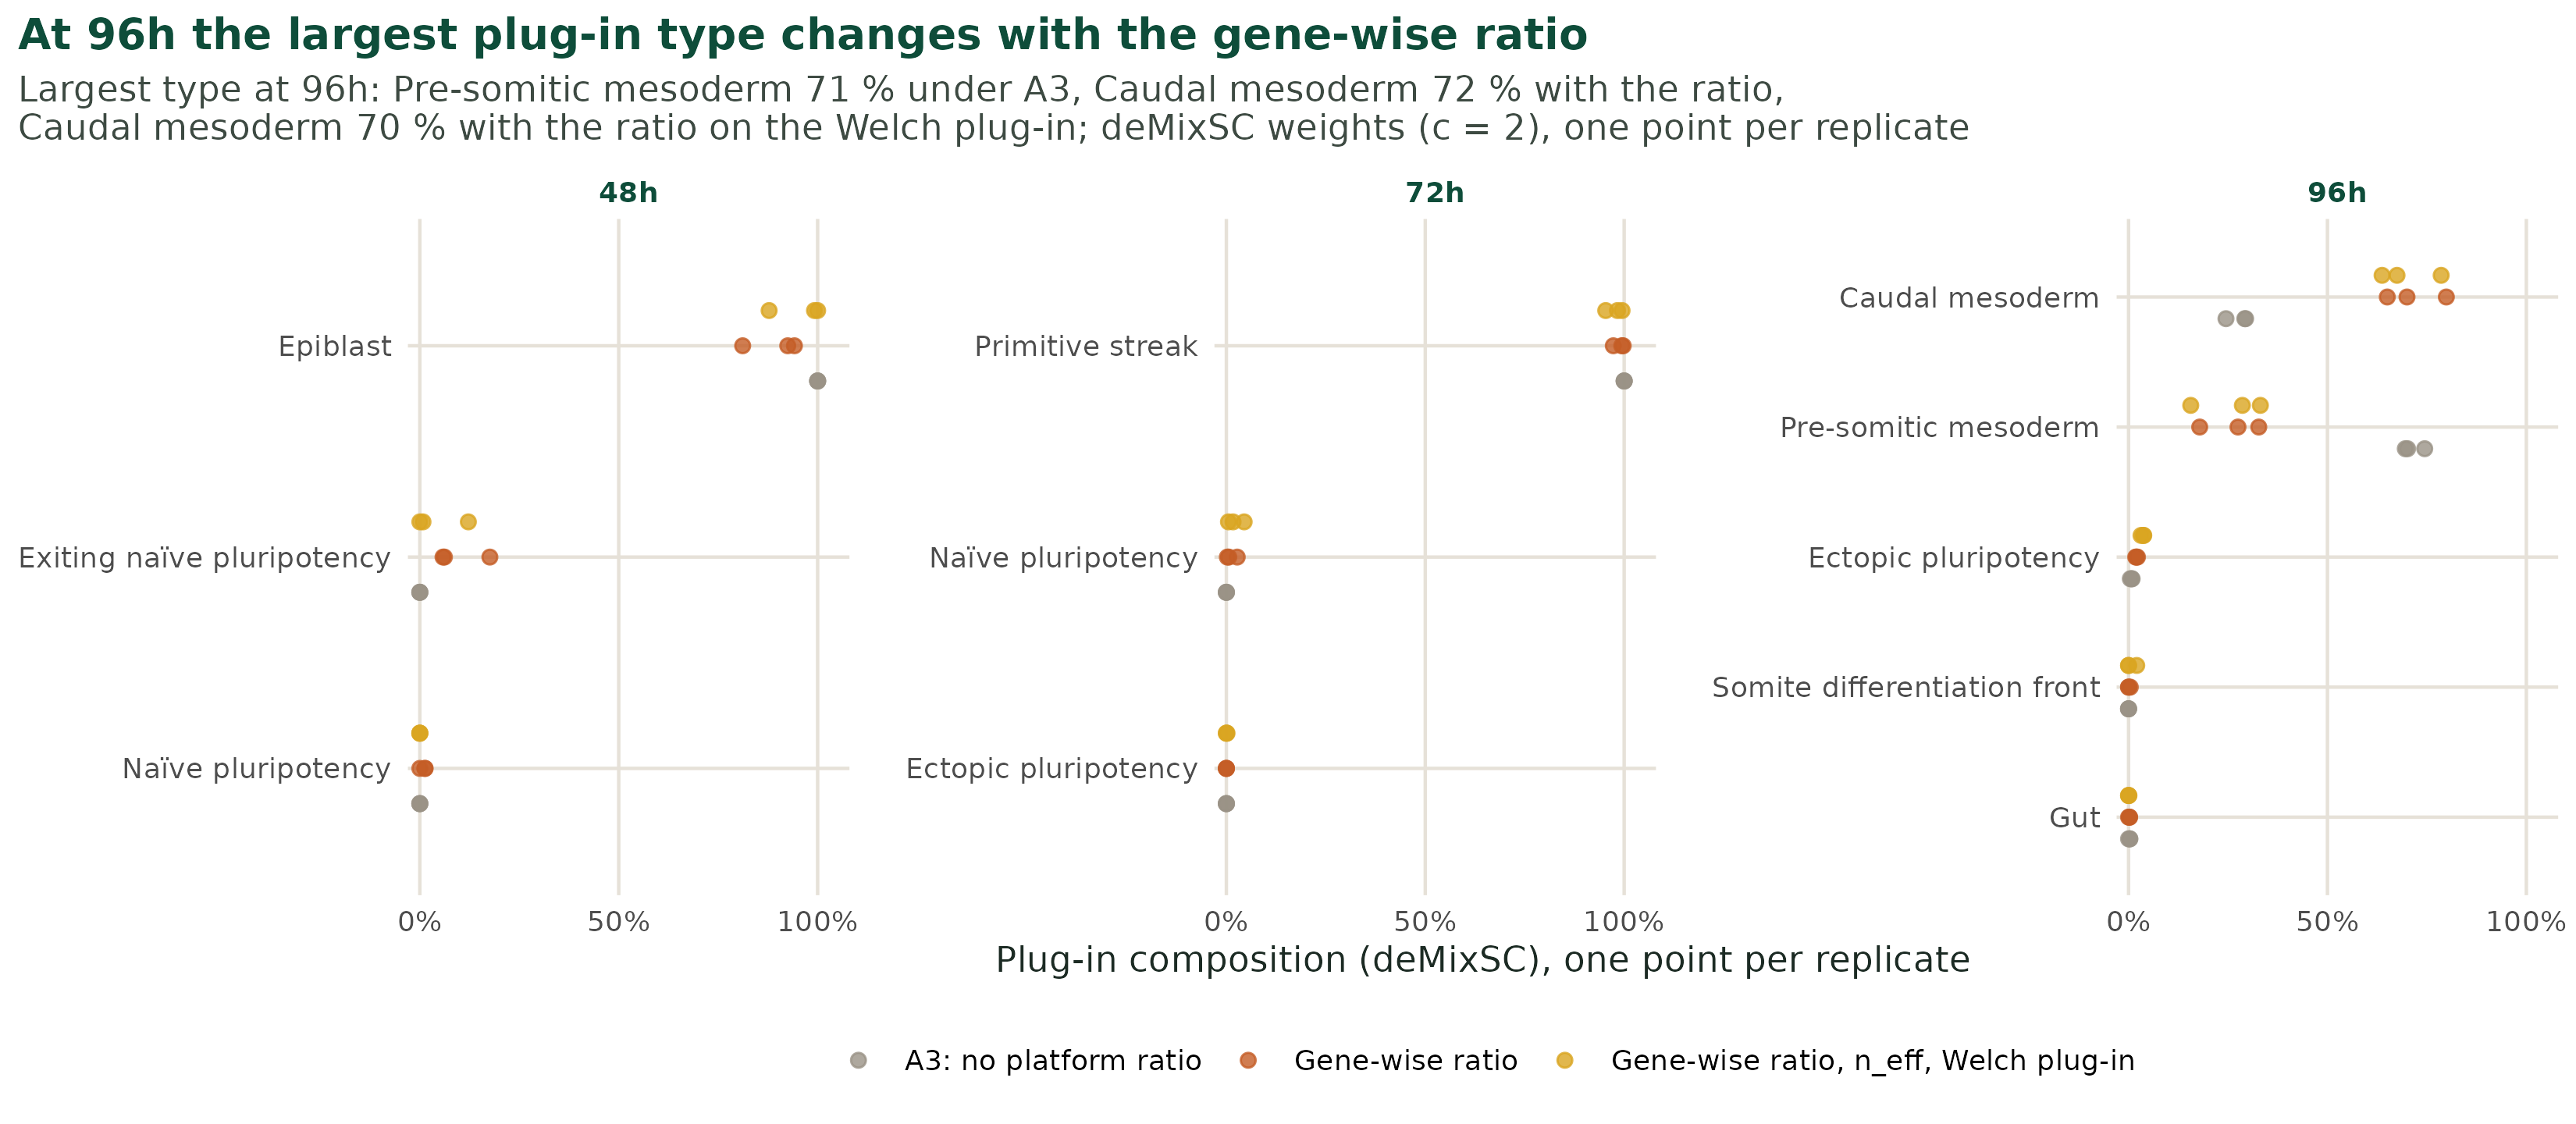 At 96h the largest plug-in type changes with the gene-wise ratio
Largest type at 96h: Pre-somitic mesoderm 71 % under A3, Caudal mesoderm 72 % with the ratio,
Caudal mesoderm 70 % with the ratio on the Welch plug-in; deMixSC weights (c = 2), one point per replicate
48h
Epiblast
Exiting naïve pluripotency
Naïve pluripotency
0% 50% 100%
72h
Primitive streak
Naïve pluripotency
Ectopic pluripotency
0% 50% 100%
96h
Caudal mesoderm
Pre-somitic mesoderm
Ectopic pluripotency
Somite differentiation front
Gut
0% 50% 100%
Plug-in composition (deMixSC), one point per replicate
A3: no platform ratio
Gene-wise ratio
Gene-wise ratio, n_eff, Welch plug-in